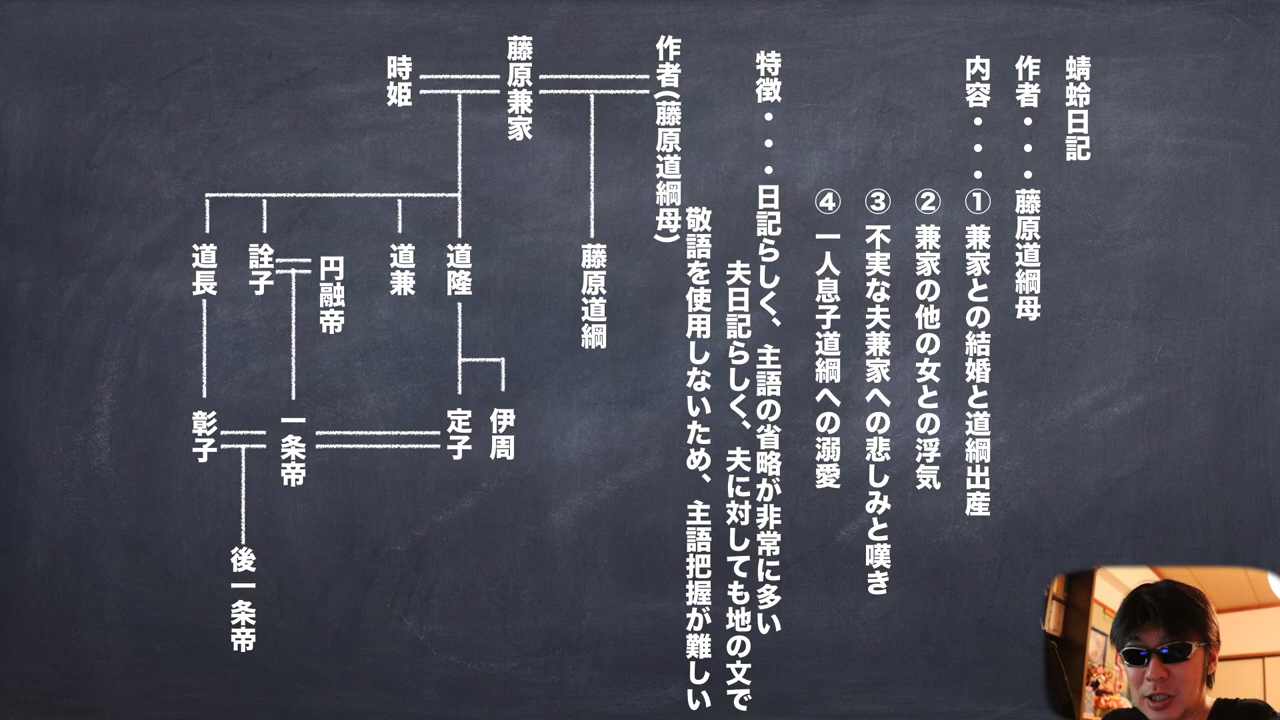 蜻蛉日記
作者・・・藤原道綱母
内容・・・①兼家との結婚と道綱出産
②兼家の他の女との浮気
③不実な夫兼家への悲しみと嘆き
④一人息子道綱への溺愛
特徴・・・日記らしく、主語の省略が非常に多い
夫日記らしく、夫に対しても地の文で
敬語を使用しないため、主語把握が難しい
作者(藤原道綱母)
藤原兼家
時姫
藤原道綱
道隆
道兼
円融帝
詮子
道長
伊周
定子
一条帝
彰子
後一条帝